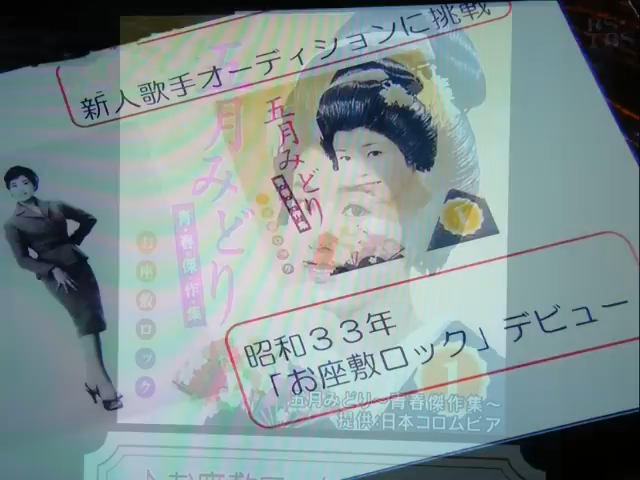 新人歌手オーディションに挑戦
BS-TBS
五月みどり
五月みどり
青・春・傑・作・集
お座敷ロック
昭和33年
「お座敷ロック」デビュー
五月みどり～青春傑作集～
提供:日本コロムビア